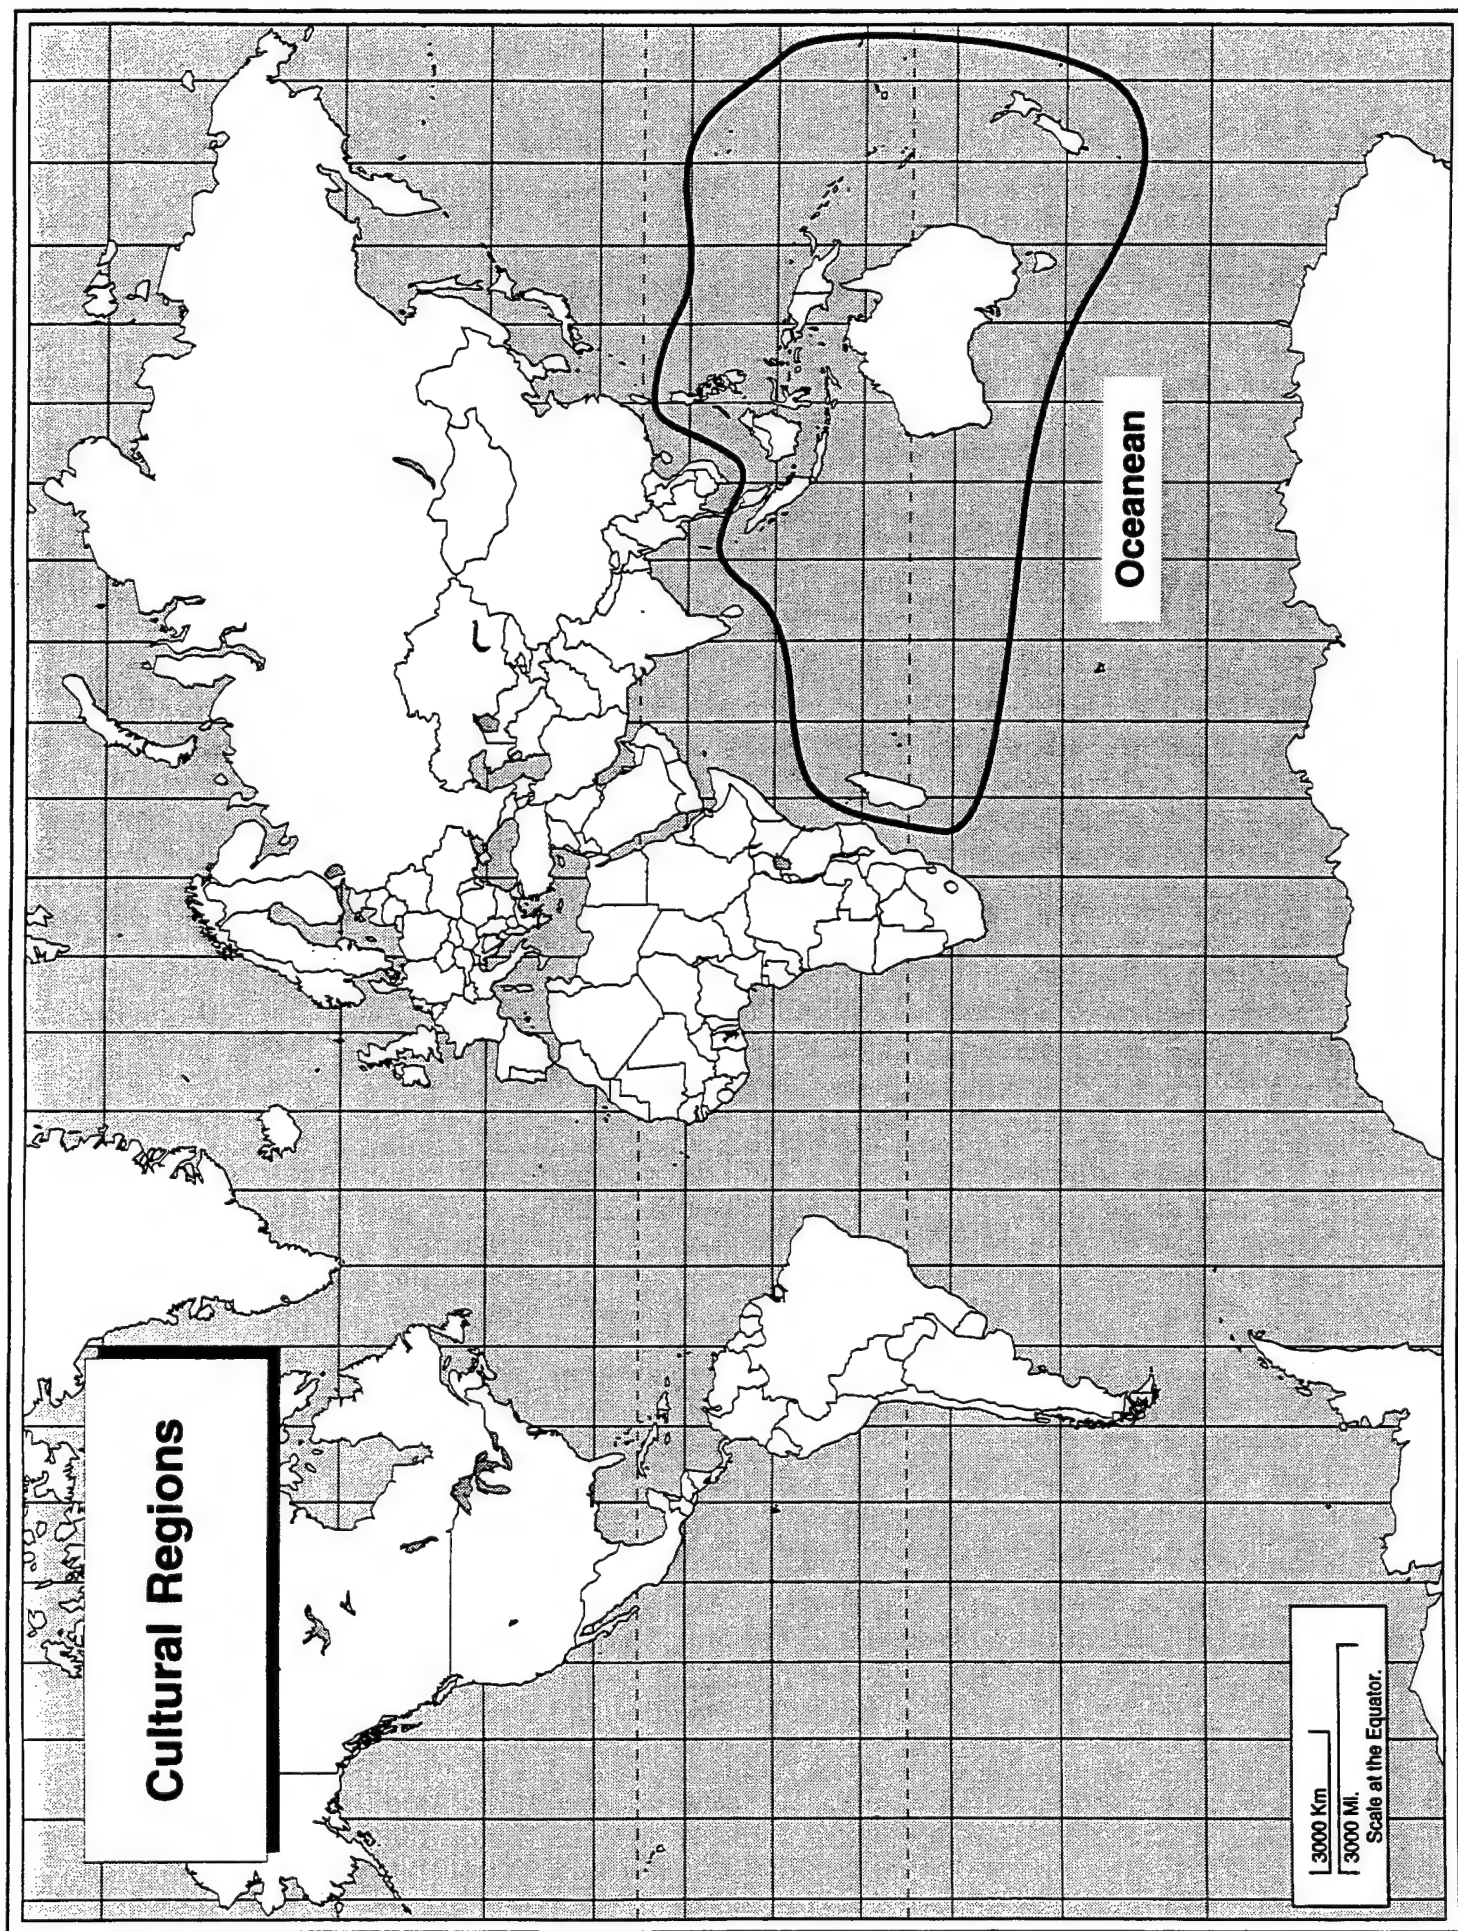 Cultural Regions
Oceanean
3000 Km
3000 Mi.
Scale at the Equator.